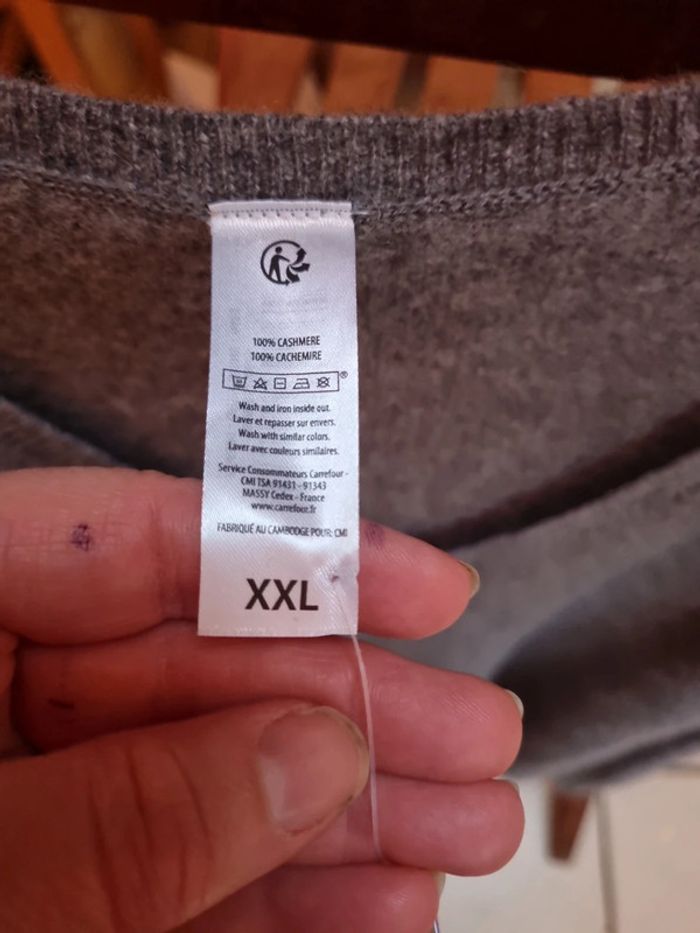 100% CASHMERE
100% CACHEMIRE
®
Wash and iron inside out.
Laver et repasser sur envers.
Wash with similar colors.
Laver avec couleurs similaires.
Service Consommateurs Carrefour -
CMI TSA 91431 - 91343
MASSY Cedex - France
www.carrefour.fr
FABRIQUÉ AU CAMBODGE POUR: CMI
XXL